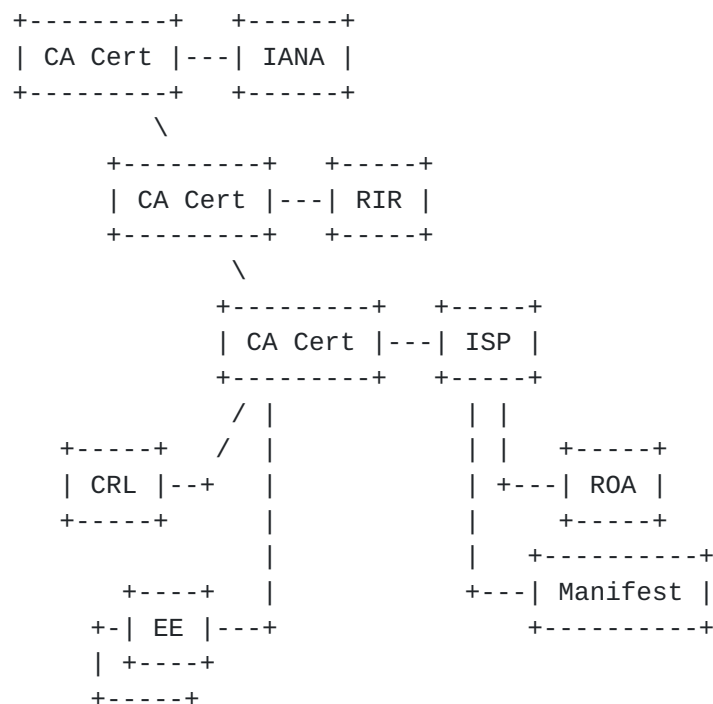 CA Cert IANA
CA Cert RIR
CA Cert ISP
CRL ROA
Manifest
EE